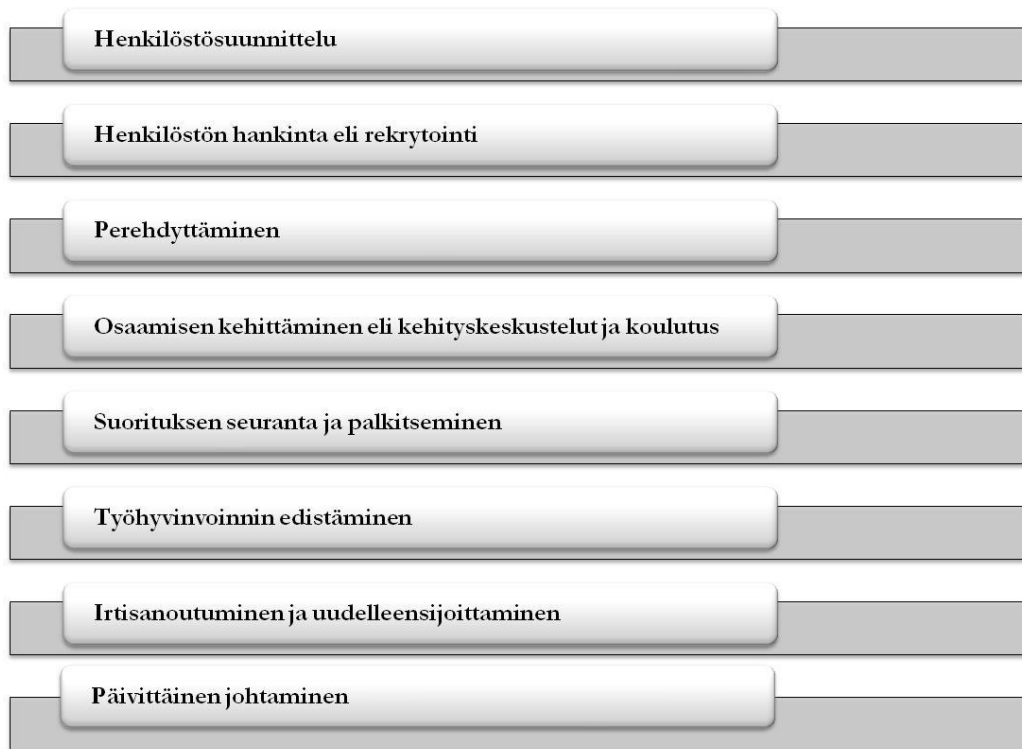 Henkilöstösuunnittelu
Henkilöstön hankinta eli rekrytointi
Perehdyttäminen
Osaamisen kehittäminen eli kehityskeskustelut ja koulutus
Suorituksen seuranta ja palkitseminen
Työhyvinvoinnin edistäminen
Irtisanoutuminen ja uudelleensijoittaminen
Päivittäinen johtaminen